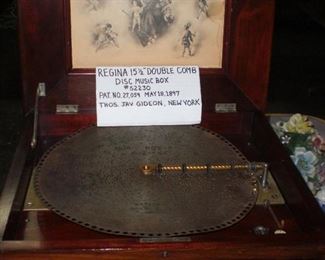 REGINA 15½" DOUBLE COMB
DISC MUSIC BOX
#52230
PAT. NO. 27,059 MAY 18, 1897
THOS. JAY GIDEON, NEW YORK